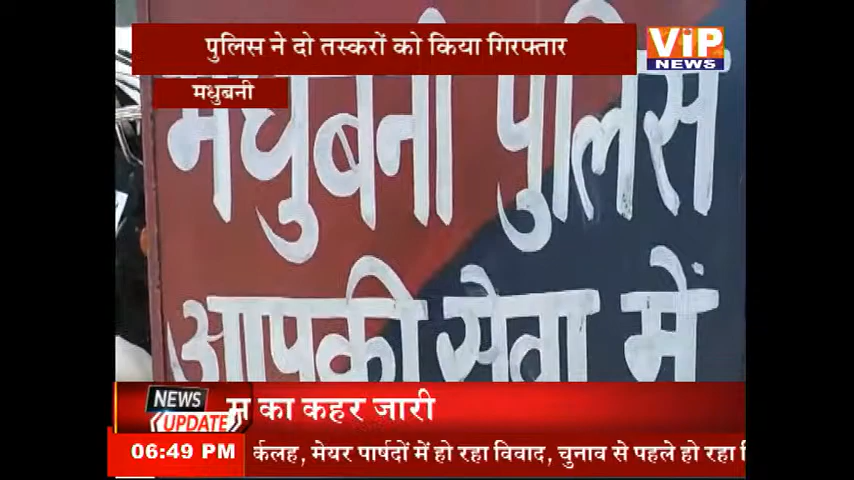 पुलिस ने दो तस्करों को किया गिरफ्तार
ViP
NEWS
मधुबनी
मधुबनी पुलिस
आपकी सेवा में
NEWS
UPDATE
का कहर जारी
06:49 PM
मेयर पार्षदों में हो रहा विवाद, चुनाव से पहले हो रहा